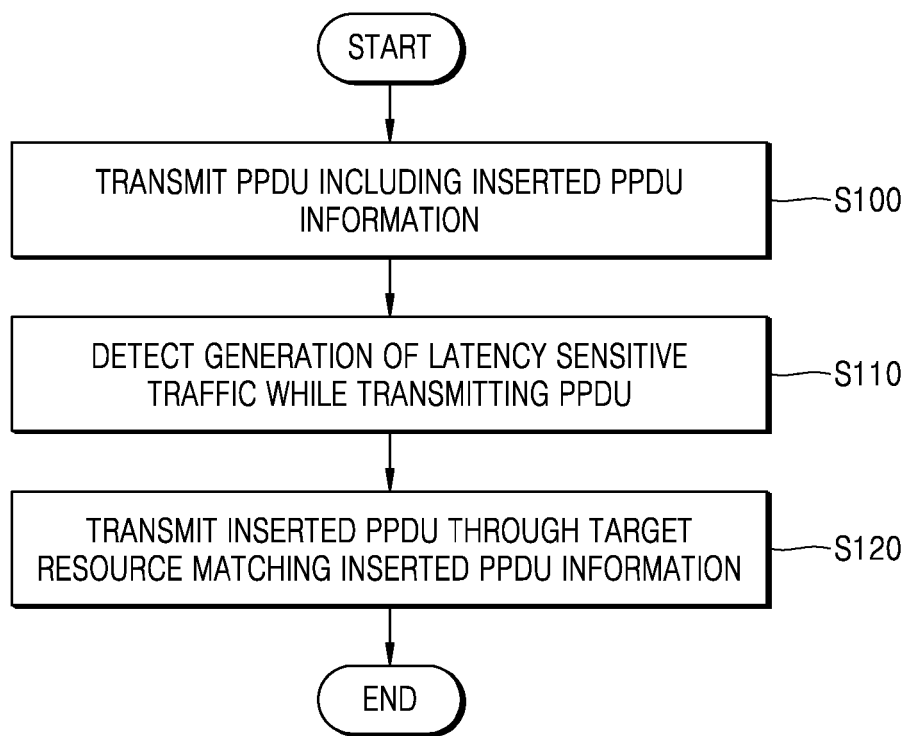 START
TRANSMIT PPDU INCLUDING INSERTED PPDU
INFORMATION
S100
DETECT GENERATION OF LATENCY SENSITIVE
TRAFFIC WHILE TRANSMITTING PPDU
S110
TRANSMIT INSERTED PPDU THROUGH TARGET
RESOURCE MATCHING INSERTED PPDU INFORMATION
S120
END